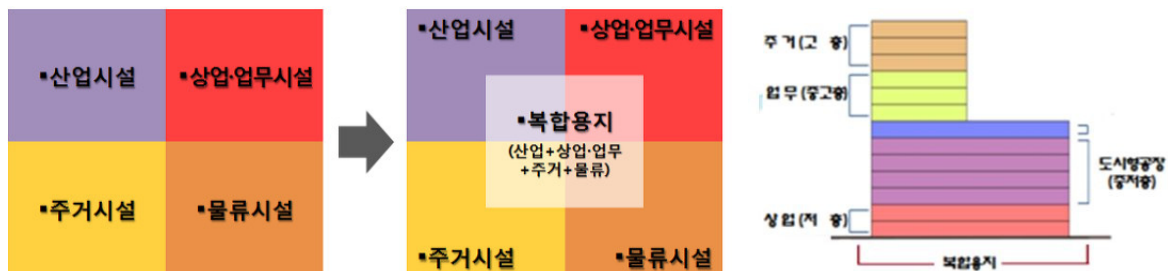 ▪산업시설
▪상업·업무시설
▪주거시설
▪물류시설
▪산업시설
▪상업·업무시설
▪복합용지
(산업+상업·업무
+주거+물류)
▪주거시설
▪물류시설
주거(고 층)
업무(중고층)
도시형공장
(중저층)
상업(저 층)
복합용지